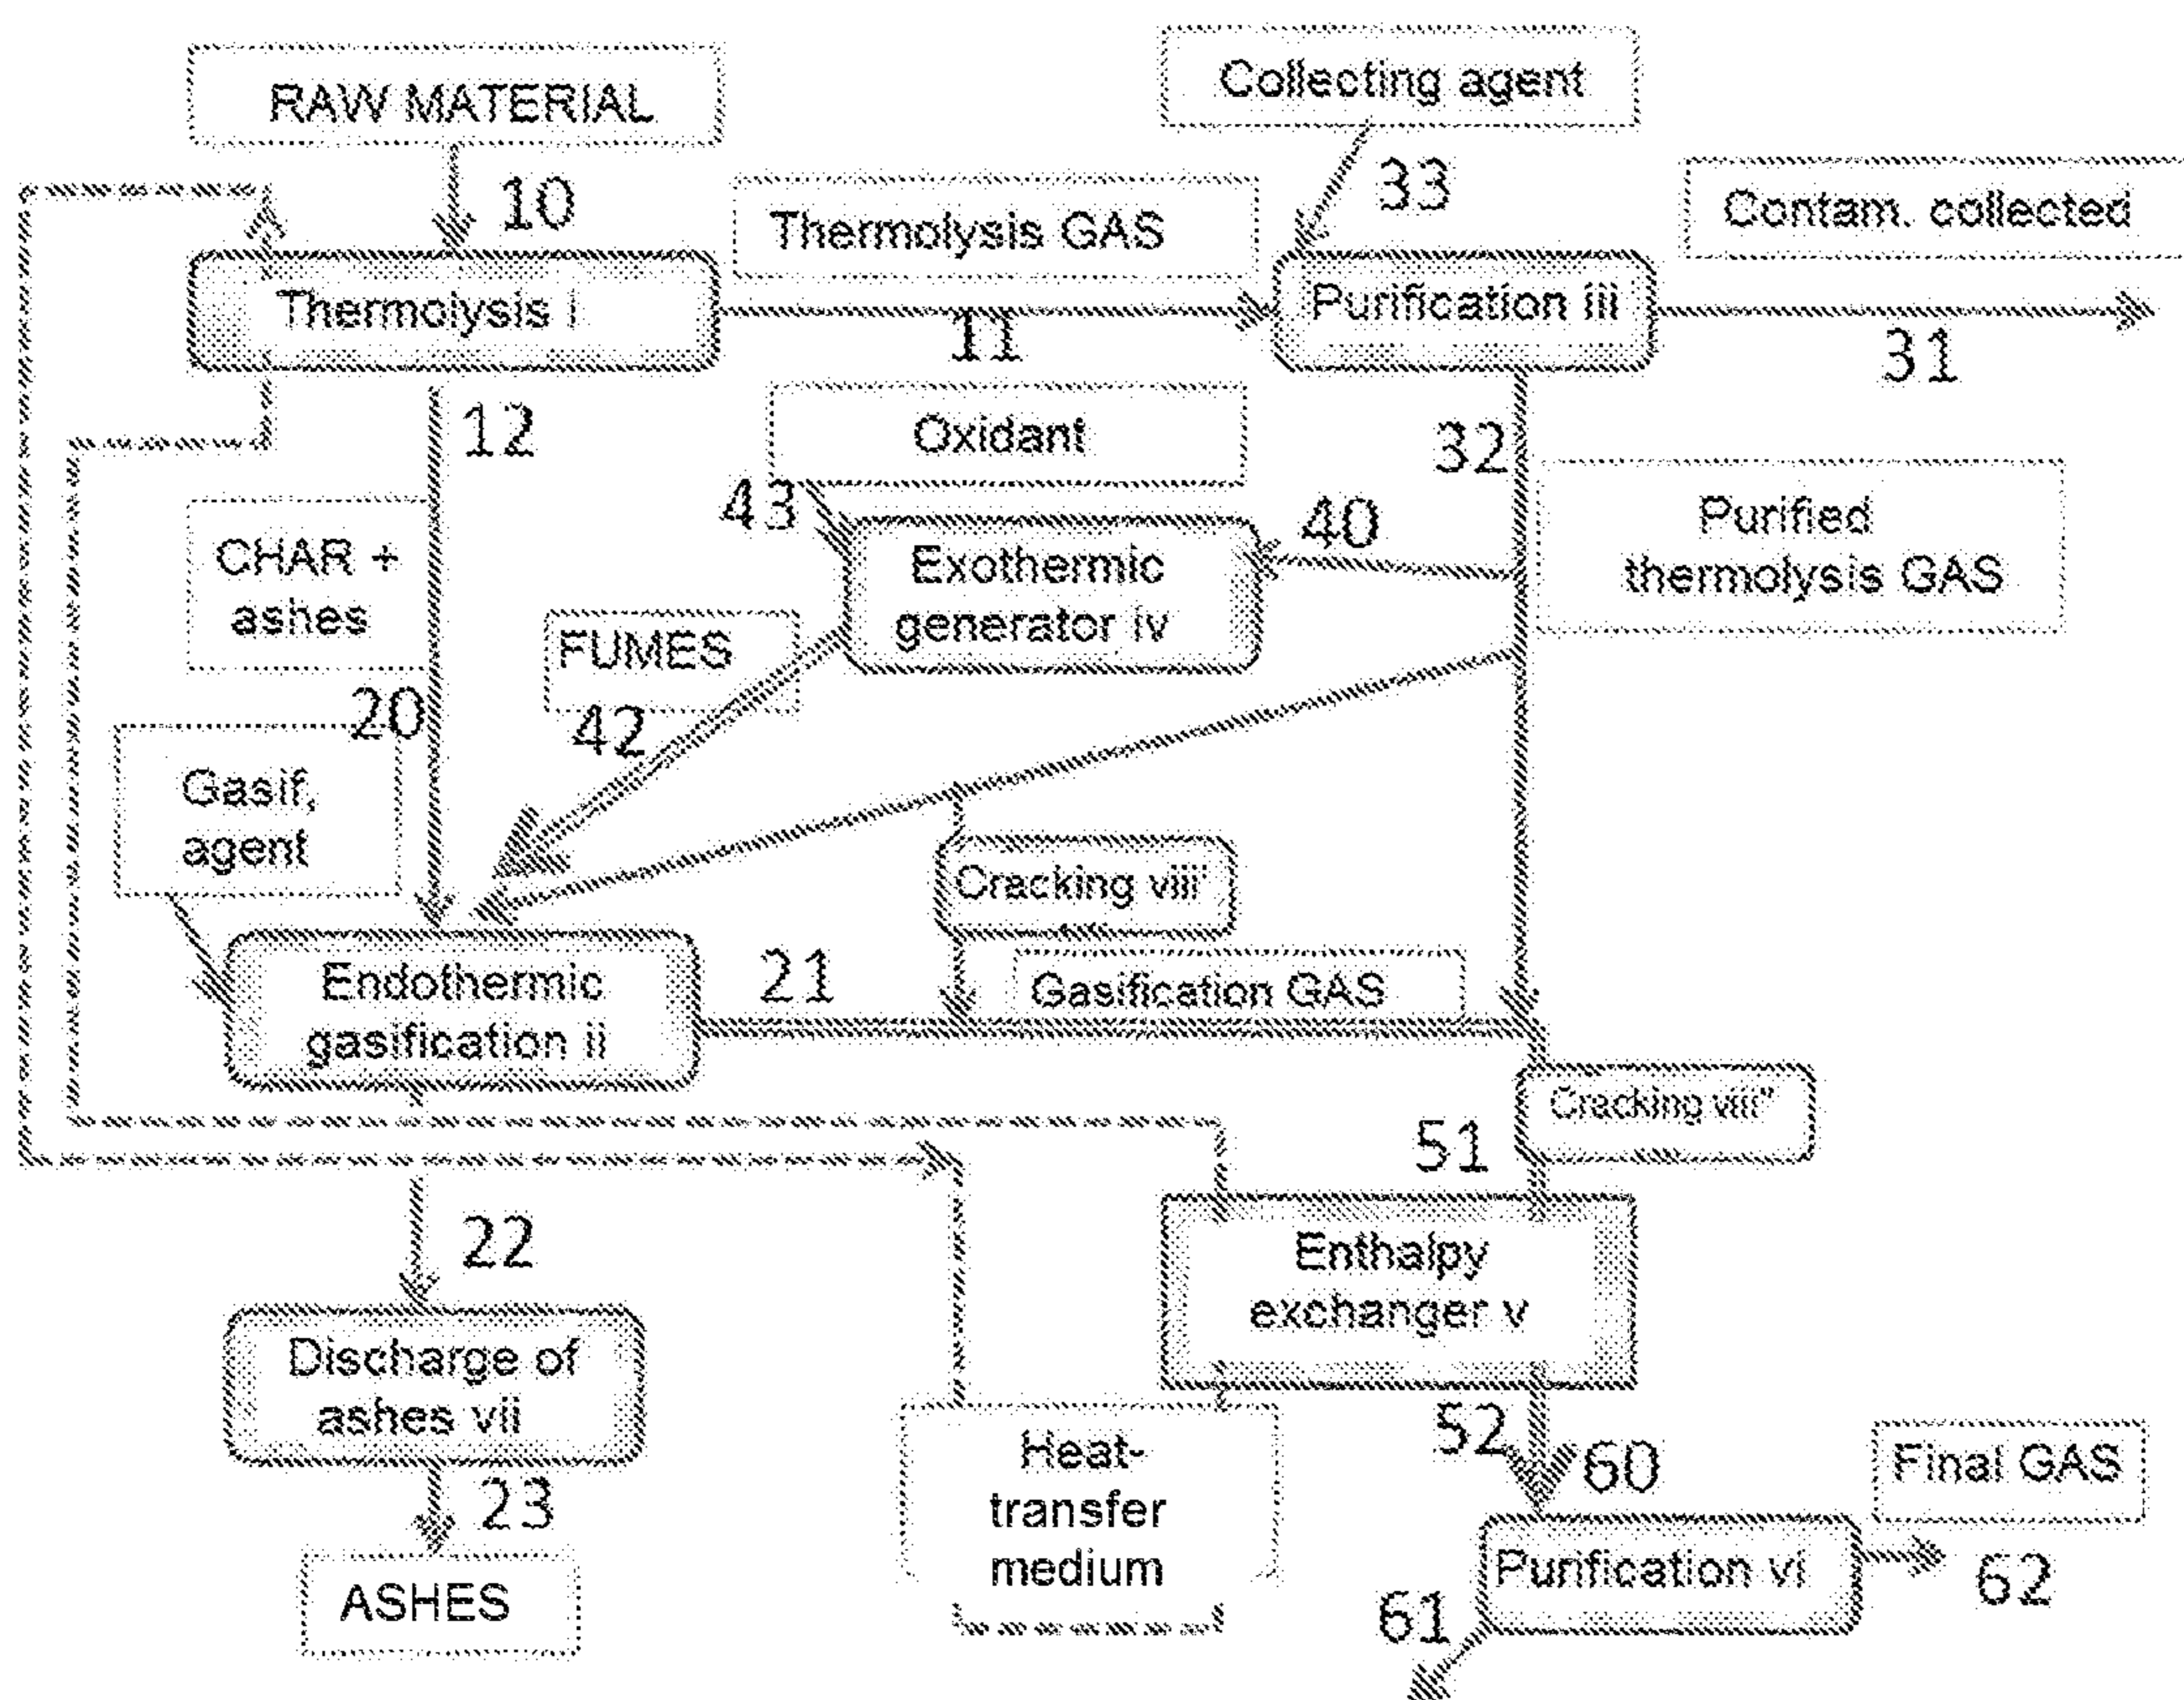 RAW MATERIAL
Collecting agent
10
33
Thermolysis GAS
Contam. collected
Thermolysis i
Purification iii
11
31
12
Oxidant
32
43
40
Purified
thermolysis GAS
CHAR +
ashes
Exothermic
generator iv
FUMES
20
42
Gasif.
agent
Cracking viii'
Endothermic
gasification ii
21
Gasification GAS
Cracking viii"
51
22
Enthalpy
exchanger v
Discharge of
ashes vii
52
60
Final GAS
Heat-
transfer
medium
23
Purification vi
62
ASHES
61